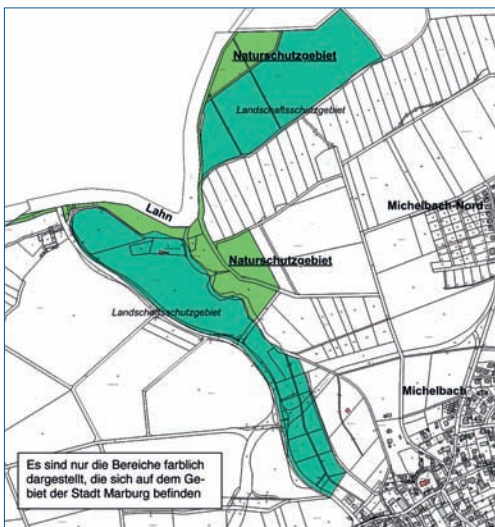 Naturschutzgebiet
Landschaftsschutzgebiet
Lahn
Michelbach-Nord
Naturschutzgebiet
Landschaftsschutzgebiet
Michelbach
Es sind nur die Bereiche farblich
dargestellt, die sich auf dem Ge-
biet der Stadt Marburg befinden